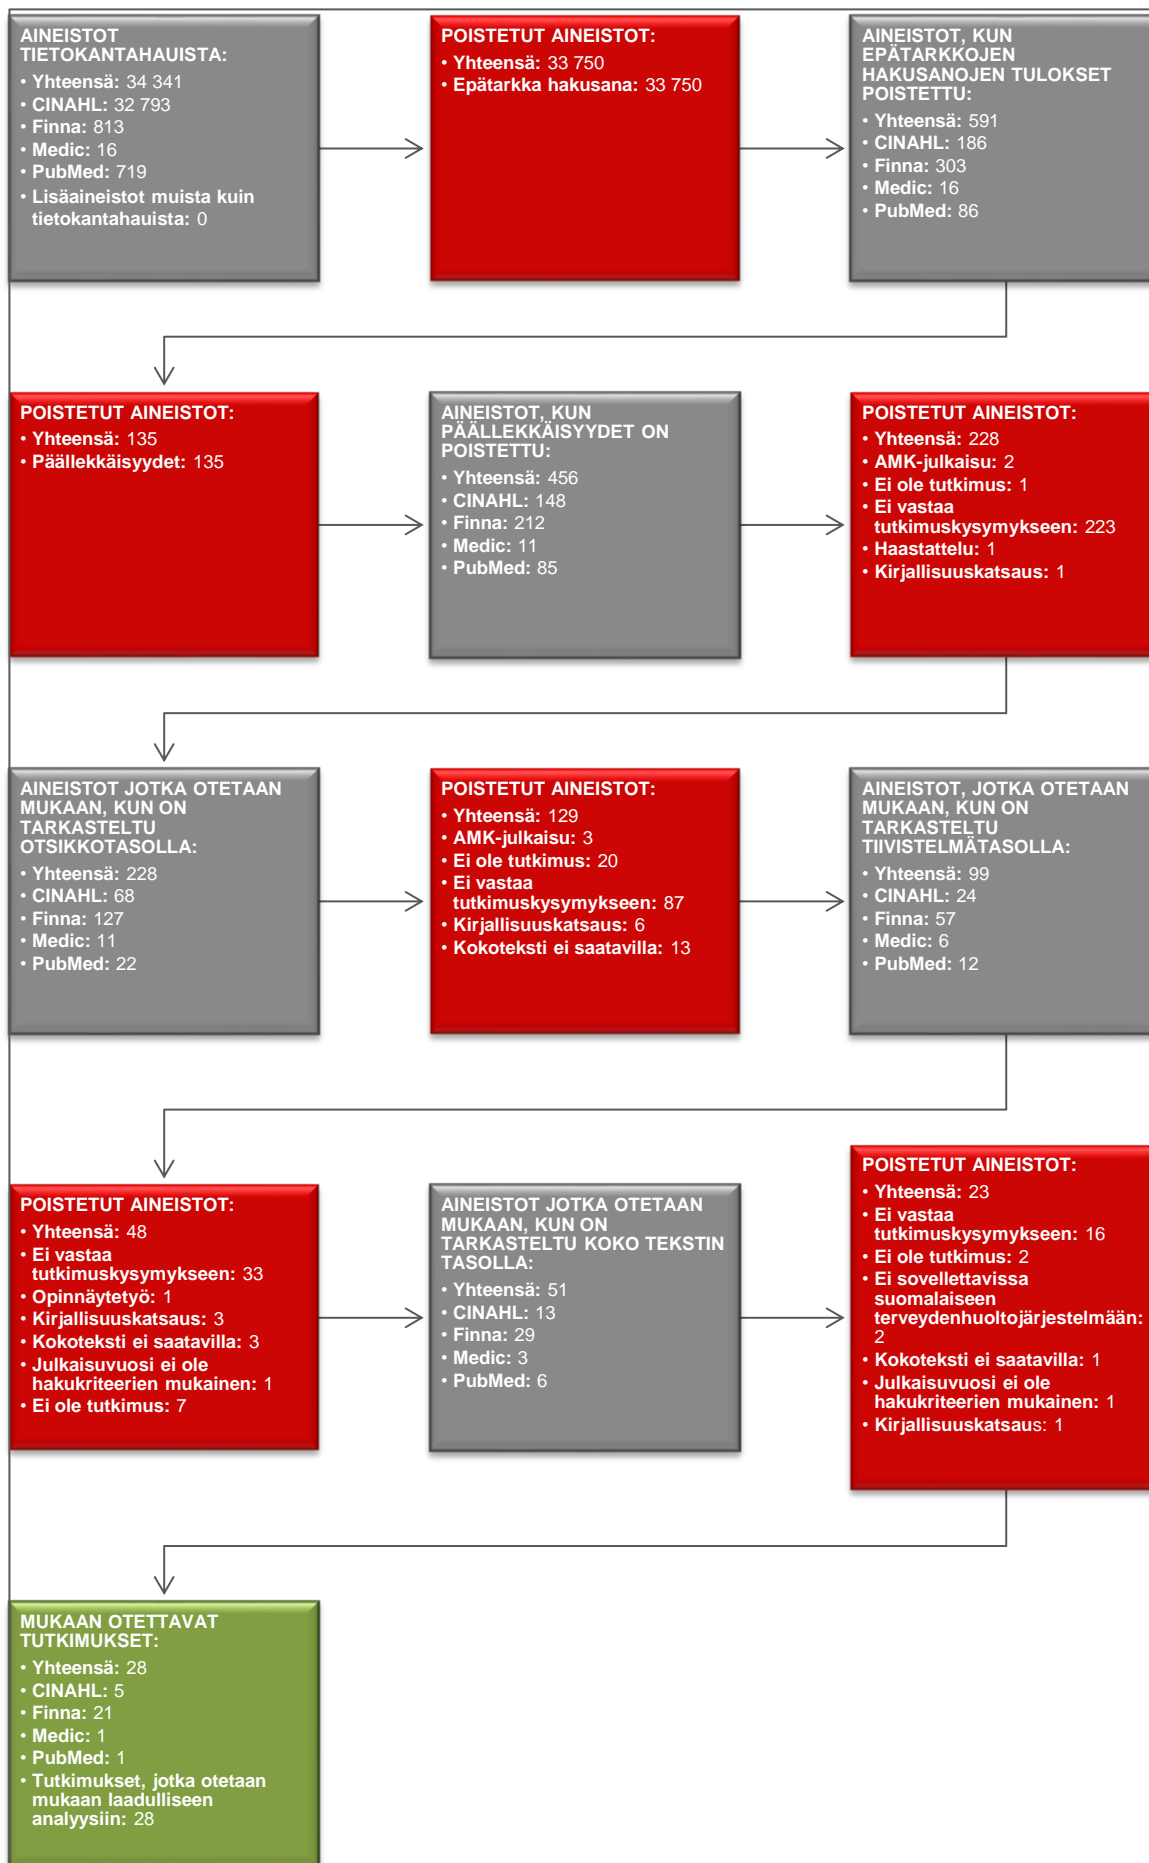 AINEISTOT
TIETOKANTAHAUISTA:
• Yhteensä: 34 341
• CINAHL: 32 793
• Finna: 813
• Medic: 16
• PubMed: 719
• Lisäaineistot muista kuin
tietokantahauista: 0
POISTETUT AINEISTOT:
• Yhteensä: 33 750
• Epätarkka hakusana: 33 750
AINEISTOT, KUN
EPÄTARKKOJEN
HAKUSANOJEN TULOKSET
POISTETTU:
• Yhteensä: 591
• CINAHL: 186
• Finna: 303
• Medic: 16
• PubMed: 86
POISTETUT AINEISTOT:
• Yhteensä: 135
• Päällekkäisyydet: 135
AINEISTOT, KUN
PÄÄLLEKKÄISYYDET ON
POISTETTU:
• Yhteensä: 456
• CINAHL: 148
• Finna: 212
• Medic: 11
• PubMed: 85
POISTETUT AINEISTOT:
• Yhteensä: 228
• AMK-julkaisu: 2
• Ei ole tutkimus: 1
• Ei vastaa
tutkimuskysymykseen: 223
• Haastattelu: 1
• Kirjallisuuskatsaus: 1
AINEISTOT JOTKA OTETAAN
MUKAAN, KUN ON
TARKASTELTU
OTSIKKOTASOLLA:
• Yhteensä: 228
• CINAHL: 68
• Finna: 127
• Medic: 11
• PubMed: 22
POISTETUT AINEISTOT:
• Yhteensä: 129
• AMK-julkaisu: 3
• Ei ole tutkimus: 20
• Ei vastaa
tutkimuskysymykseen: 87
• Kirjallisuuskatsaus: 6
• Kokoteksti ei saatavilla: 13
AINEISTOT, JOTKA OTETAAN
MUKAAN, KUN ON
TARKASTELTU
TIIVISTELMÄTASOLLA:
• Yhteensä: 99
• CINAHL: 24
• Finna: 57
• Medic: 6
• PubMed: 12
POISTETUT AINEISTOT:
• Yhteensä: 48
• Ei vastaa
tutkimuskysymykseen: 33
• Opinnäytetyö: 1
• Kirjallisuuskatsaus: 3
• Kokoteksti ei saatavilla: 3
• Julkaisuvuosi ei ole
hakukriteerien mukainen: 1
• Ei ole tutkimus: 7
AINEISTOT JOTKA OTETAAN
MUKAAN, KUN ON
TARKASTELTU KOKO TEKSTIN
TASOLLA:
• Yhteensä: 51
• CINAHL: 13
• Finna: 29
• Medic: 3
• PubMed: 6
POISTETUT AINEISTOT:
• Yhteensä: 23
• Ei vastaa
tutkimuskysymykseen: 16
• Ei ole tutkimus: 2
• Ei sovellettavissa
suomalaiseen
terveydenhuoltojärjestelmään:
2
• Kokoteksti ei saatavilla: 1
• Julkaisuvuosi ei ole
hakukriteerien mukainen: 1
• Kirjallisuuskatsaus: 1
MUKAAN OTETTAVAT
TUTKIMUKSET:
• Yhteensä: 28
• CINAHL: 5
• Finna: 21
• Medic: 1
• PubMed: 1
• Tutkimukset, jotka otetaan
mukaan laadulliseen
analyysiin: 28